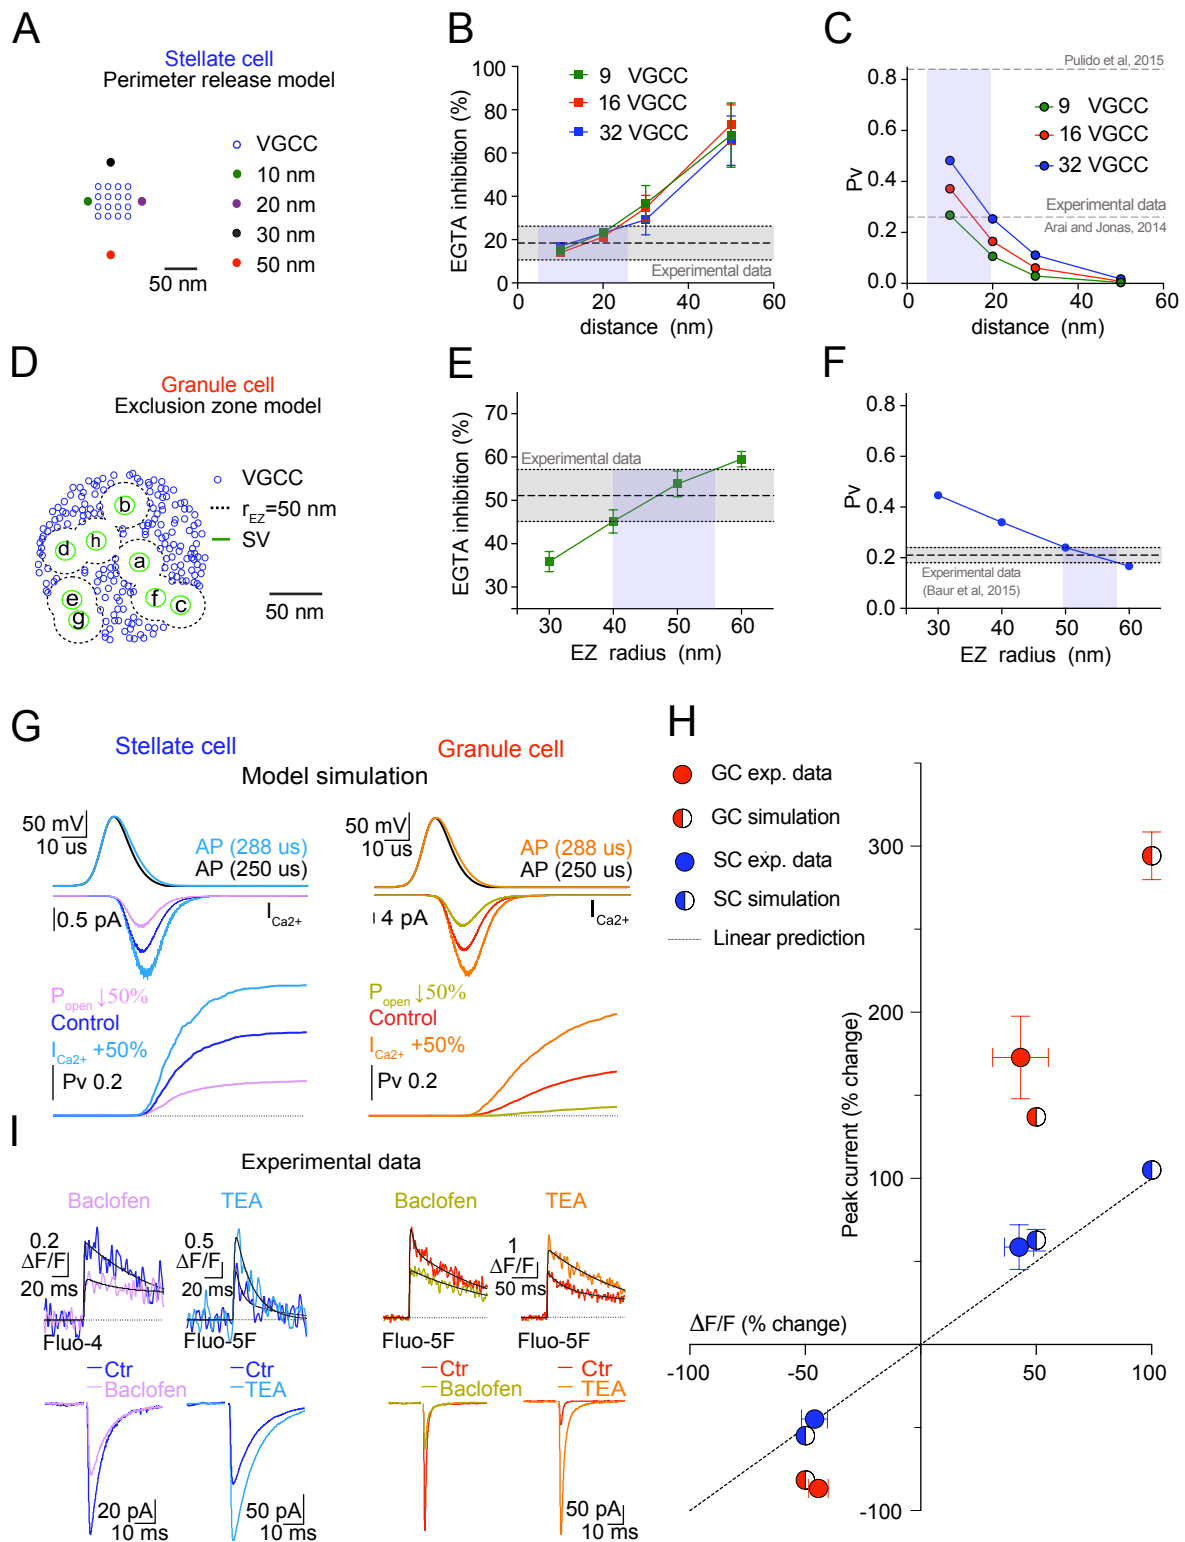 A
Stellate cell
Perimeter release model
VGCC
10 nm
20 nm
30 nm
50 nm
50 nm
B
EGTA inhibition (%)
100
80
60
40
20
0
9 VGCC
16 VGCC
32 VGCC
Experimental data
0 20 40 60
distance (nm)
C
Pulido et al, 2015
Pv
0.8
0.6
0.4
0.2
0.0
9 VGCC
16 VGCC
32 VGCC
Experimental data
Arai and Jonas, 2014
0 20 40 60
distance (nm)
D
Granule cell
Exclusion zone model
VGCC
rEZ=50 nm
SV
b
d
h
a
e
f
c
g
50 nm
E
EGTA inhibition (%)
70
60
50
40
30
Experimental data
30 40 50 60
EZ radius (nm)
F
Pv
0.8
0.6
0.4
0.2
0.0
Experimental data
(Baur et al, 2015)
30 40 50 60
EZ radius (nm)
G
Stellate cell
Granule cell
Model simulation
50 mV
10 us
AP (288 us)
AP (250 us)
0.5 pA
ICa2+
Popen ↓50%
Control
ICa2+ +50%
Pv 0.2
50 mV
10 us
AP (288 us)
AP (250 us)
4 pA
ICa2+
Popen ↓50%
Control
ICa2+ +50%
Pv 0.2
H
GC exp. data
GC simulation
SC exp. data
SC simulation
Linear prediction
Peak current (% change)
300
200
100
-100
ΔF/F (% change)
-100 -50 50 100
I
Experimental data
Baclofen
TEA
Baclofen
TEA
0.2
ΔF/F
20 ms
Fluo-4
0.5
ΔF/F
20 ms
Fluo-5F
Fluo-5F
1
ΔF/F
50 ms
Fluo-5F
Ctr
Baclofen
20 pA
10 ms
Ctr
TEA
50 pA
10 ms
Ctr
Baclofen
Ctr
TEA
50 pA
10 ms